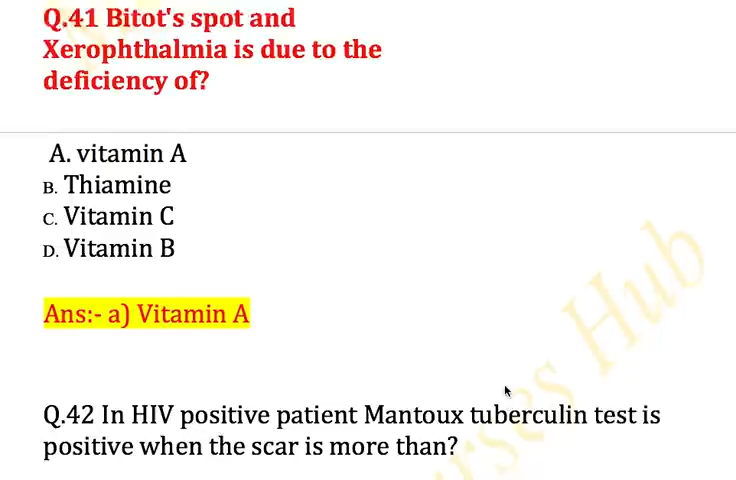 Q.41 Bitot's spot and
Xerophthalmia is due to the
deficiency of?
A. vitamin A
B. Thiamine
C. Vitamin C
D. Vitamin B
Ans:- a) Vitamin A
Q.42 In HIV positive patient Mantoux tuberculin test is
positive when the scar is more than?
Hub